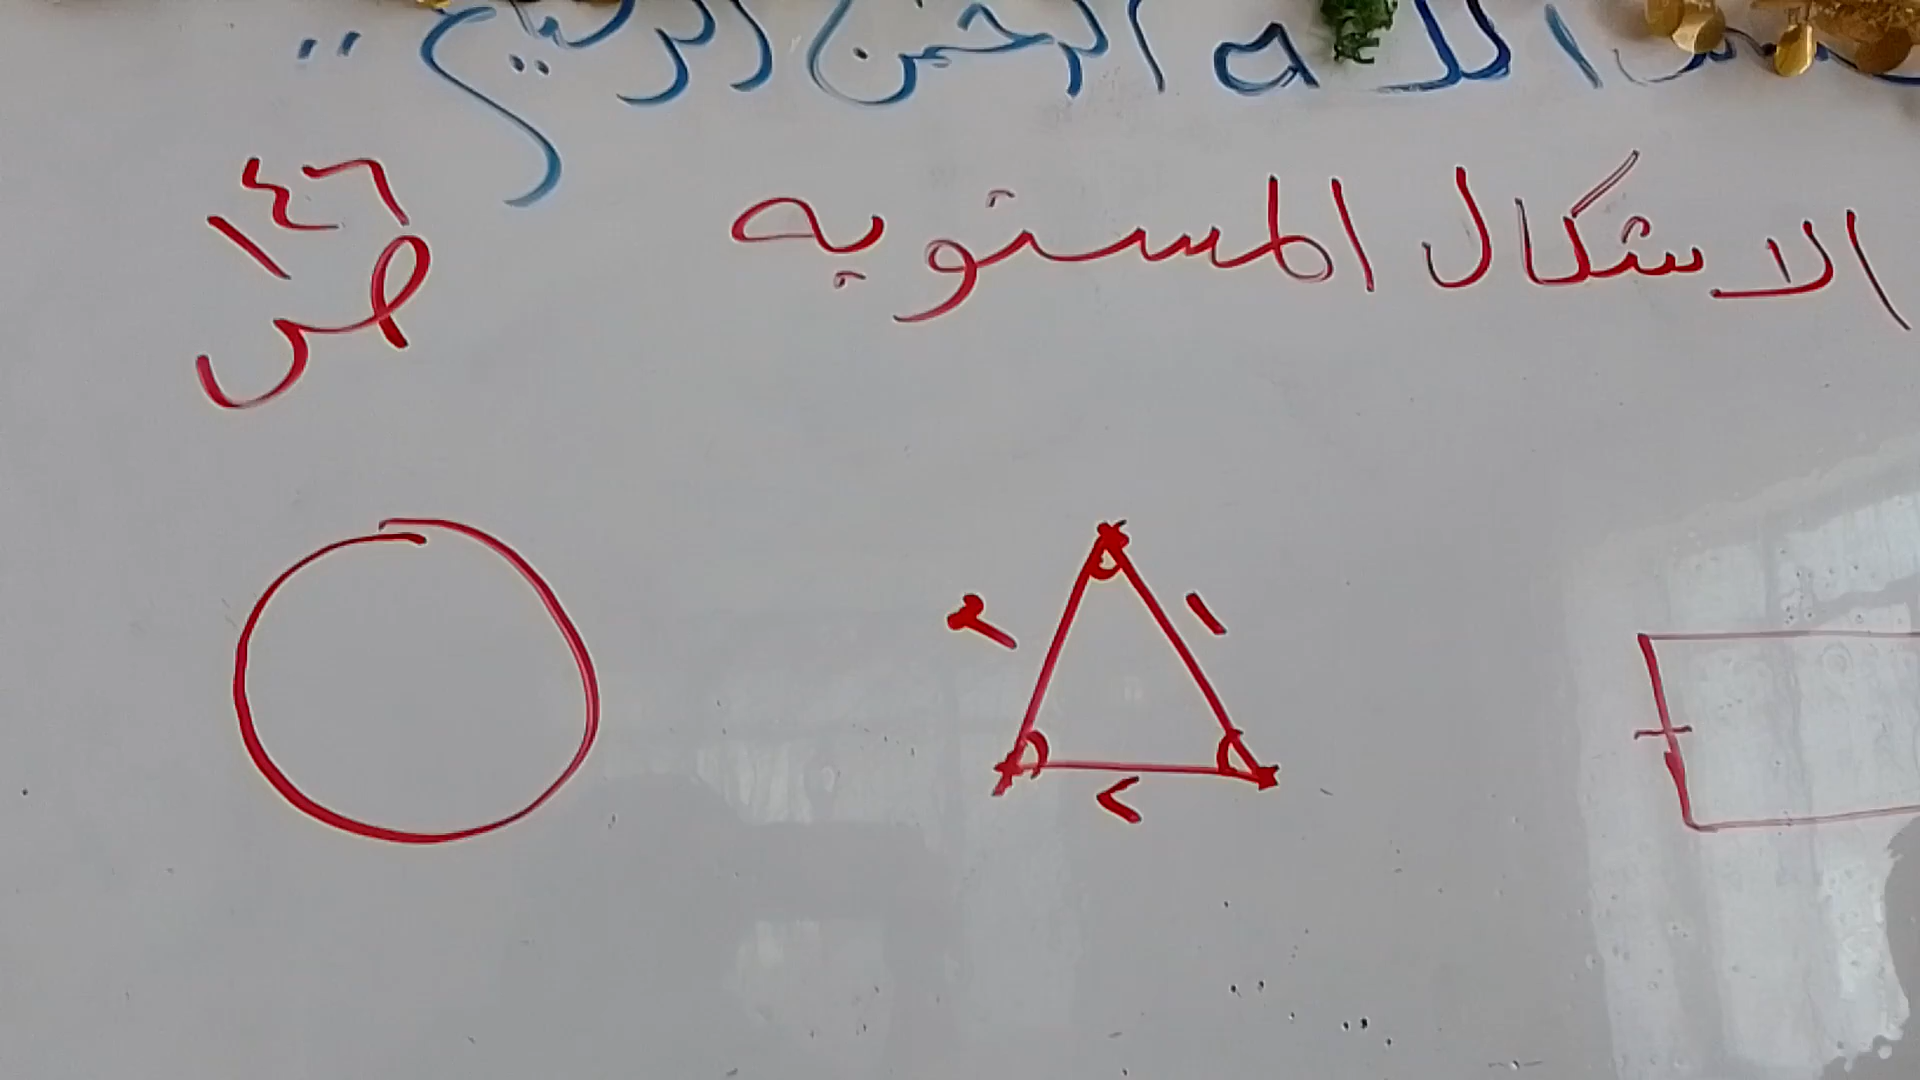 بسم الله الرحمن الرحيم ..
الاشكال المستويه
ص ١٤٦
١
٢
٣